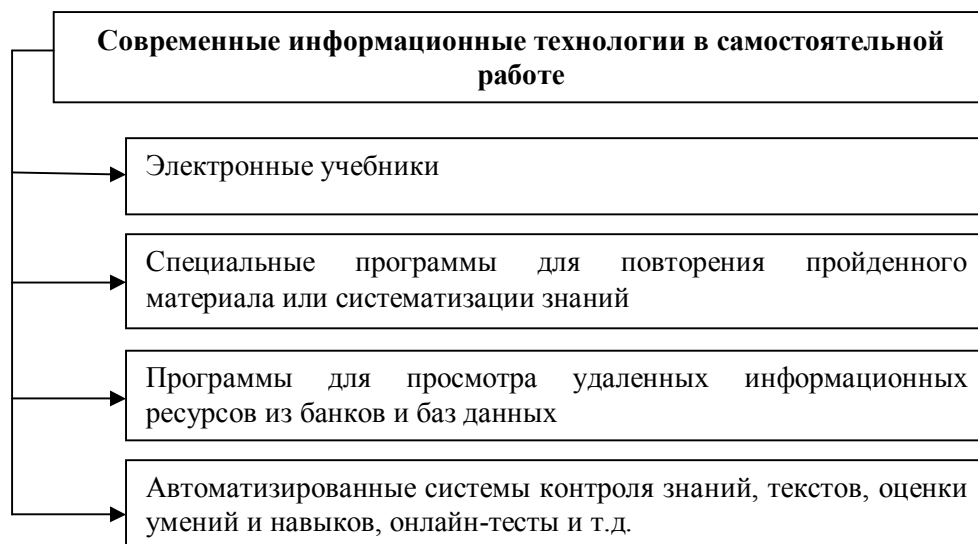 Современные информационные технологии в самостоятельной
работе
Электронные учебники
Специальные программы для повторения пройденного
материала или систематизации знаний
Программы для просмотра удаленных информационных
ресурсов из банков и баз данных
Автоматизированные системы контроля знаний, текстов, оценки
умений и навыков, онлайн-тесты и т.д.